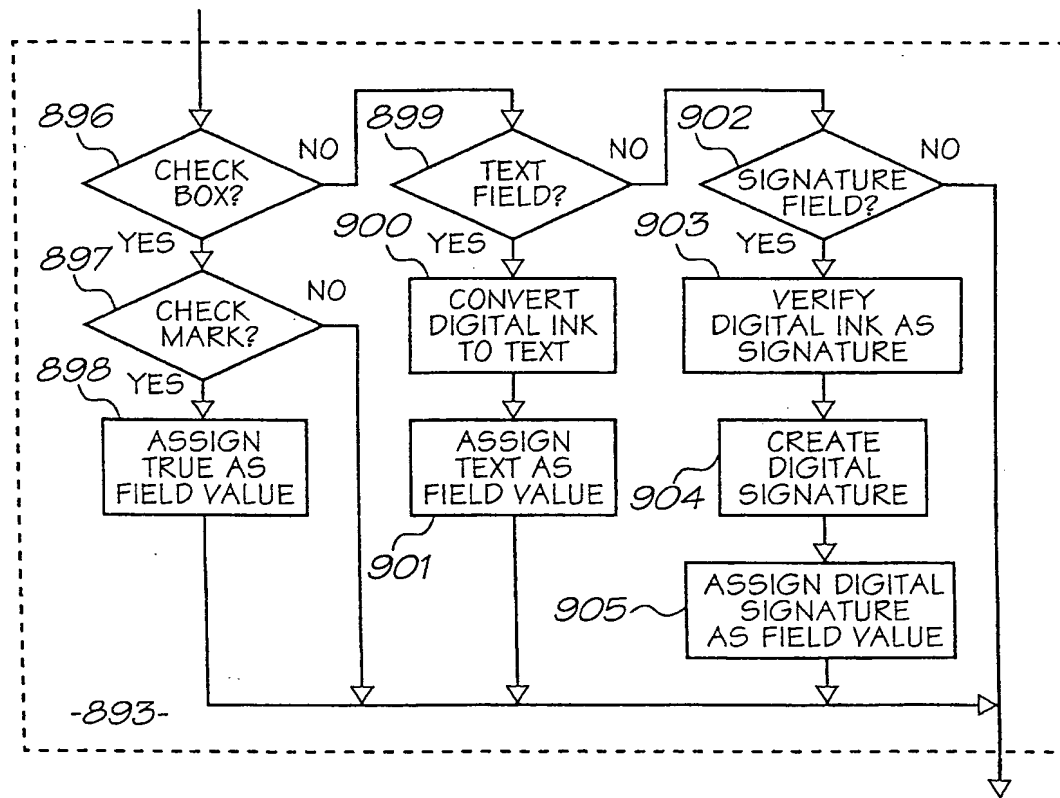 896
CHECK
BOX?
NO
YES
897
CHECK
MARK?
NO
YES
898
ASSIGN
TRUE AS
FIELD VALUE
899
TEXT
FIELD?
NO
YES
900
CONVERT
DIGITAL INK
TO TEXT
ASSIGN
TEXT AS
FIELD VALUE
901
902
SIGNATURE
FIELD?
NO
YES
903
VERIFY
DIGITAL INK AS
SIGNATURE
CREATE
DIGITAL
SIGNATURE
904
905
ASSIGN DIGITAL
SIGNATURE
AS FIELD VALUE
-893-